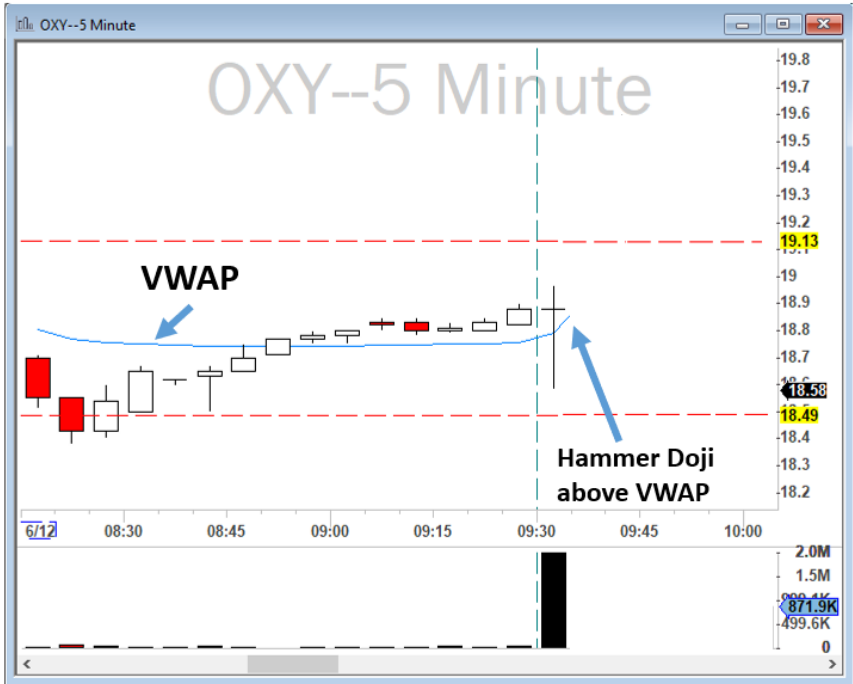 OXY--5 Minute
OXY--5 Minute
19.8
19.7
19.6
19.5
19.4
19.3
19.2
19.13
19
VWAP
18.9
18.8
18.7
18.58
18.49
18.4
Hammer Doji
above VWAP
18.3
18.2
6/12 08:30 08:45 09:00 09:15 09:30 09:45 10:00
2.0M
1.5M
871.9K
499.6K
0